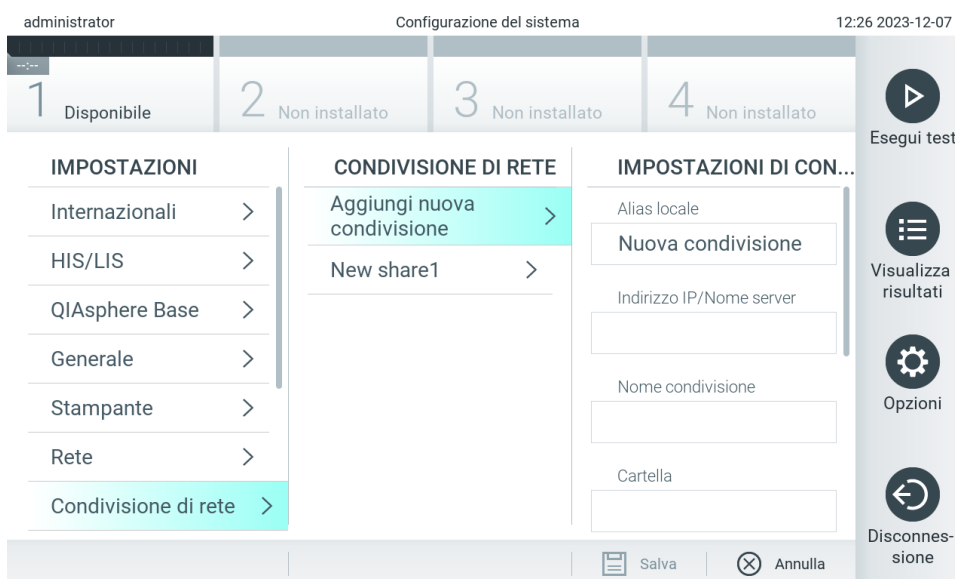 administrator
Configurazione del sistema
12:26 2023-12-07
--:--
1 Disponibile
2 Non installato
3 Non installato
4 Non installato
Esegui test
Visualizza
risultati
Opzioni
Disconnes-
sione
IMPOSTAZIONI
Internazionali
HIS/LIS
QIAsphere Base
Generale
Stampante
Rete
Condivisione di rete
CONDIVISIONE DI RETE
Aggiungi nuova
condivisione
New share1
IMPOSTAZIONI DI CON...
Alias locale
Nuova condivisione
Indirizzo IP/Nome server
Nome condivisione
Cartella
Salva
Annulla